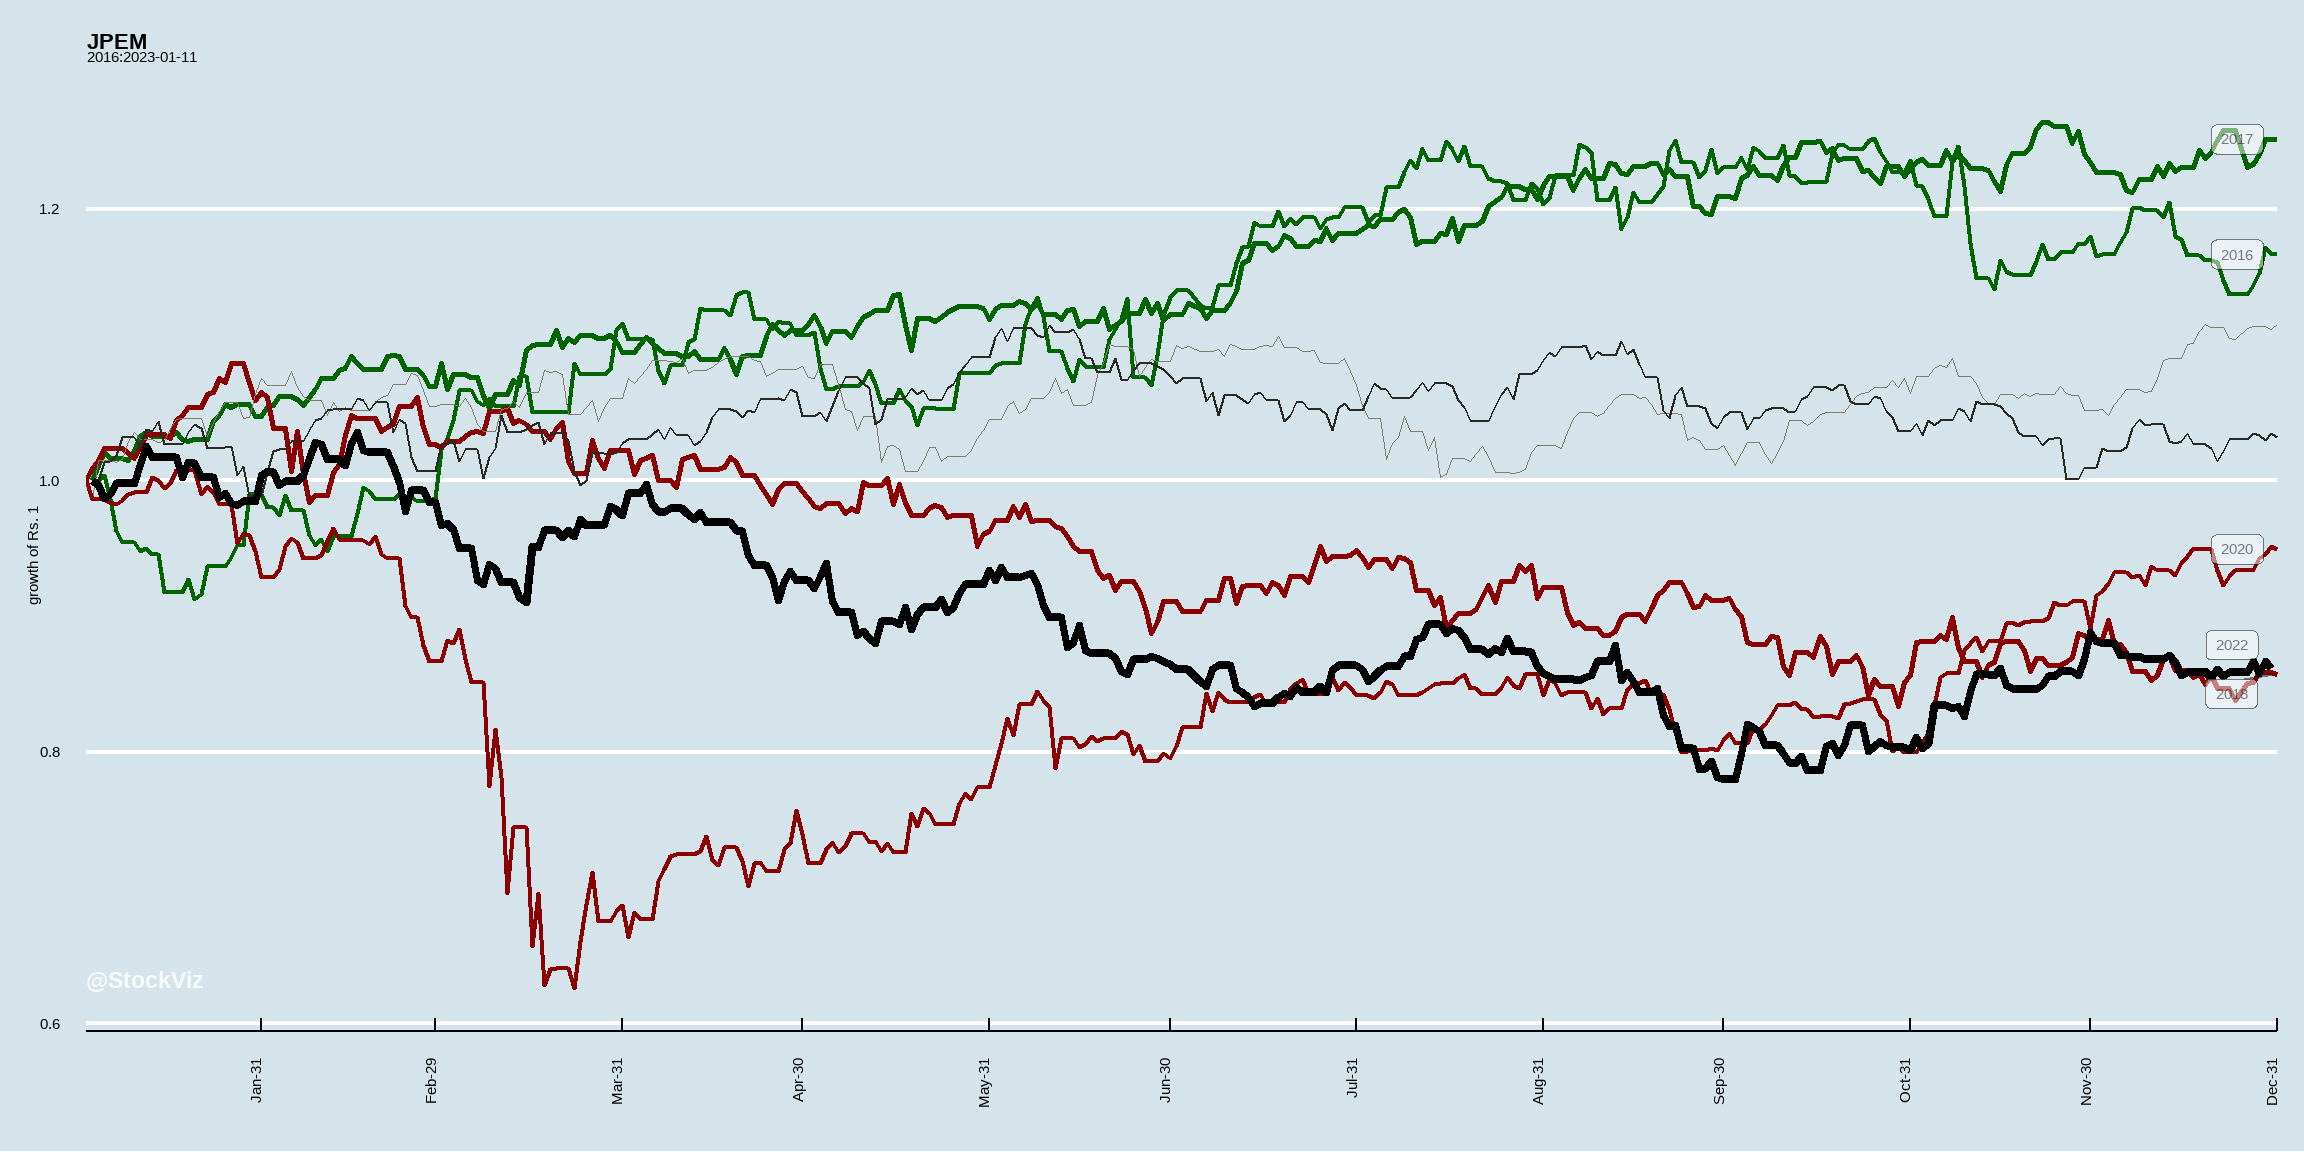 JPEM
2016:2023-01-11
2017
1.2
2016
1.0
growth of Rs. 1
2020
2022
2018
0.8
@StockViz
0.6
Jan-31
Feb-29
Mar-31
Apr-30
May-31
Jun-30
Jul-31
Aug-31
Sep-30
Oct-31
Nov-30
Dec-31